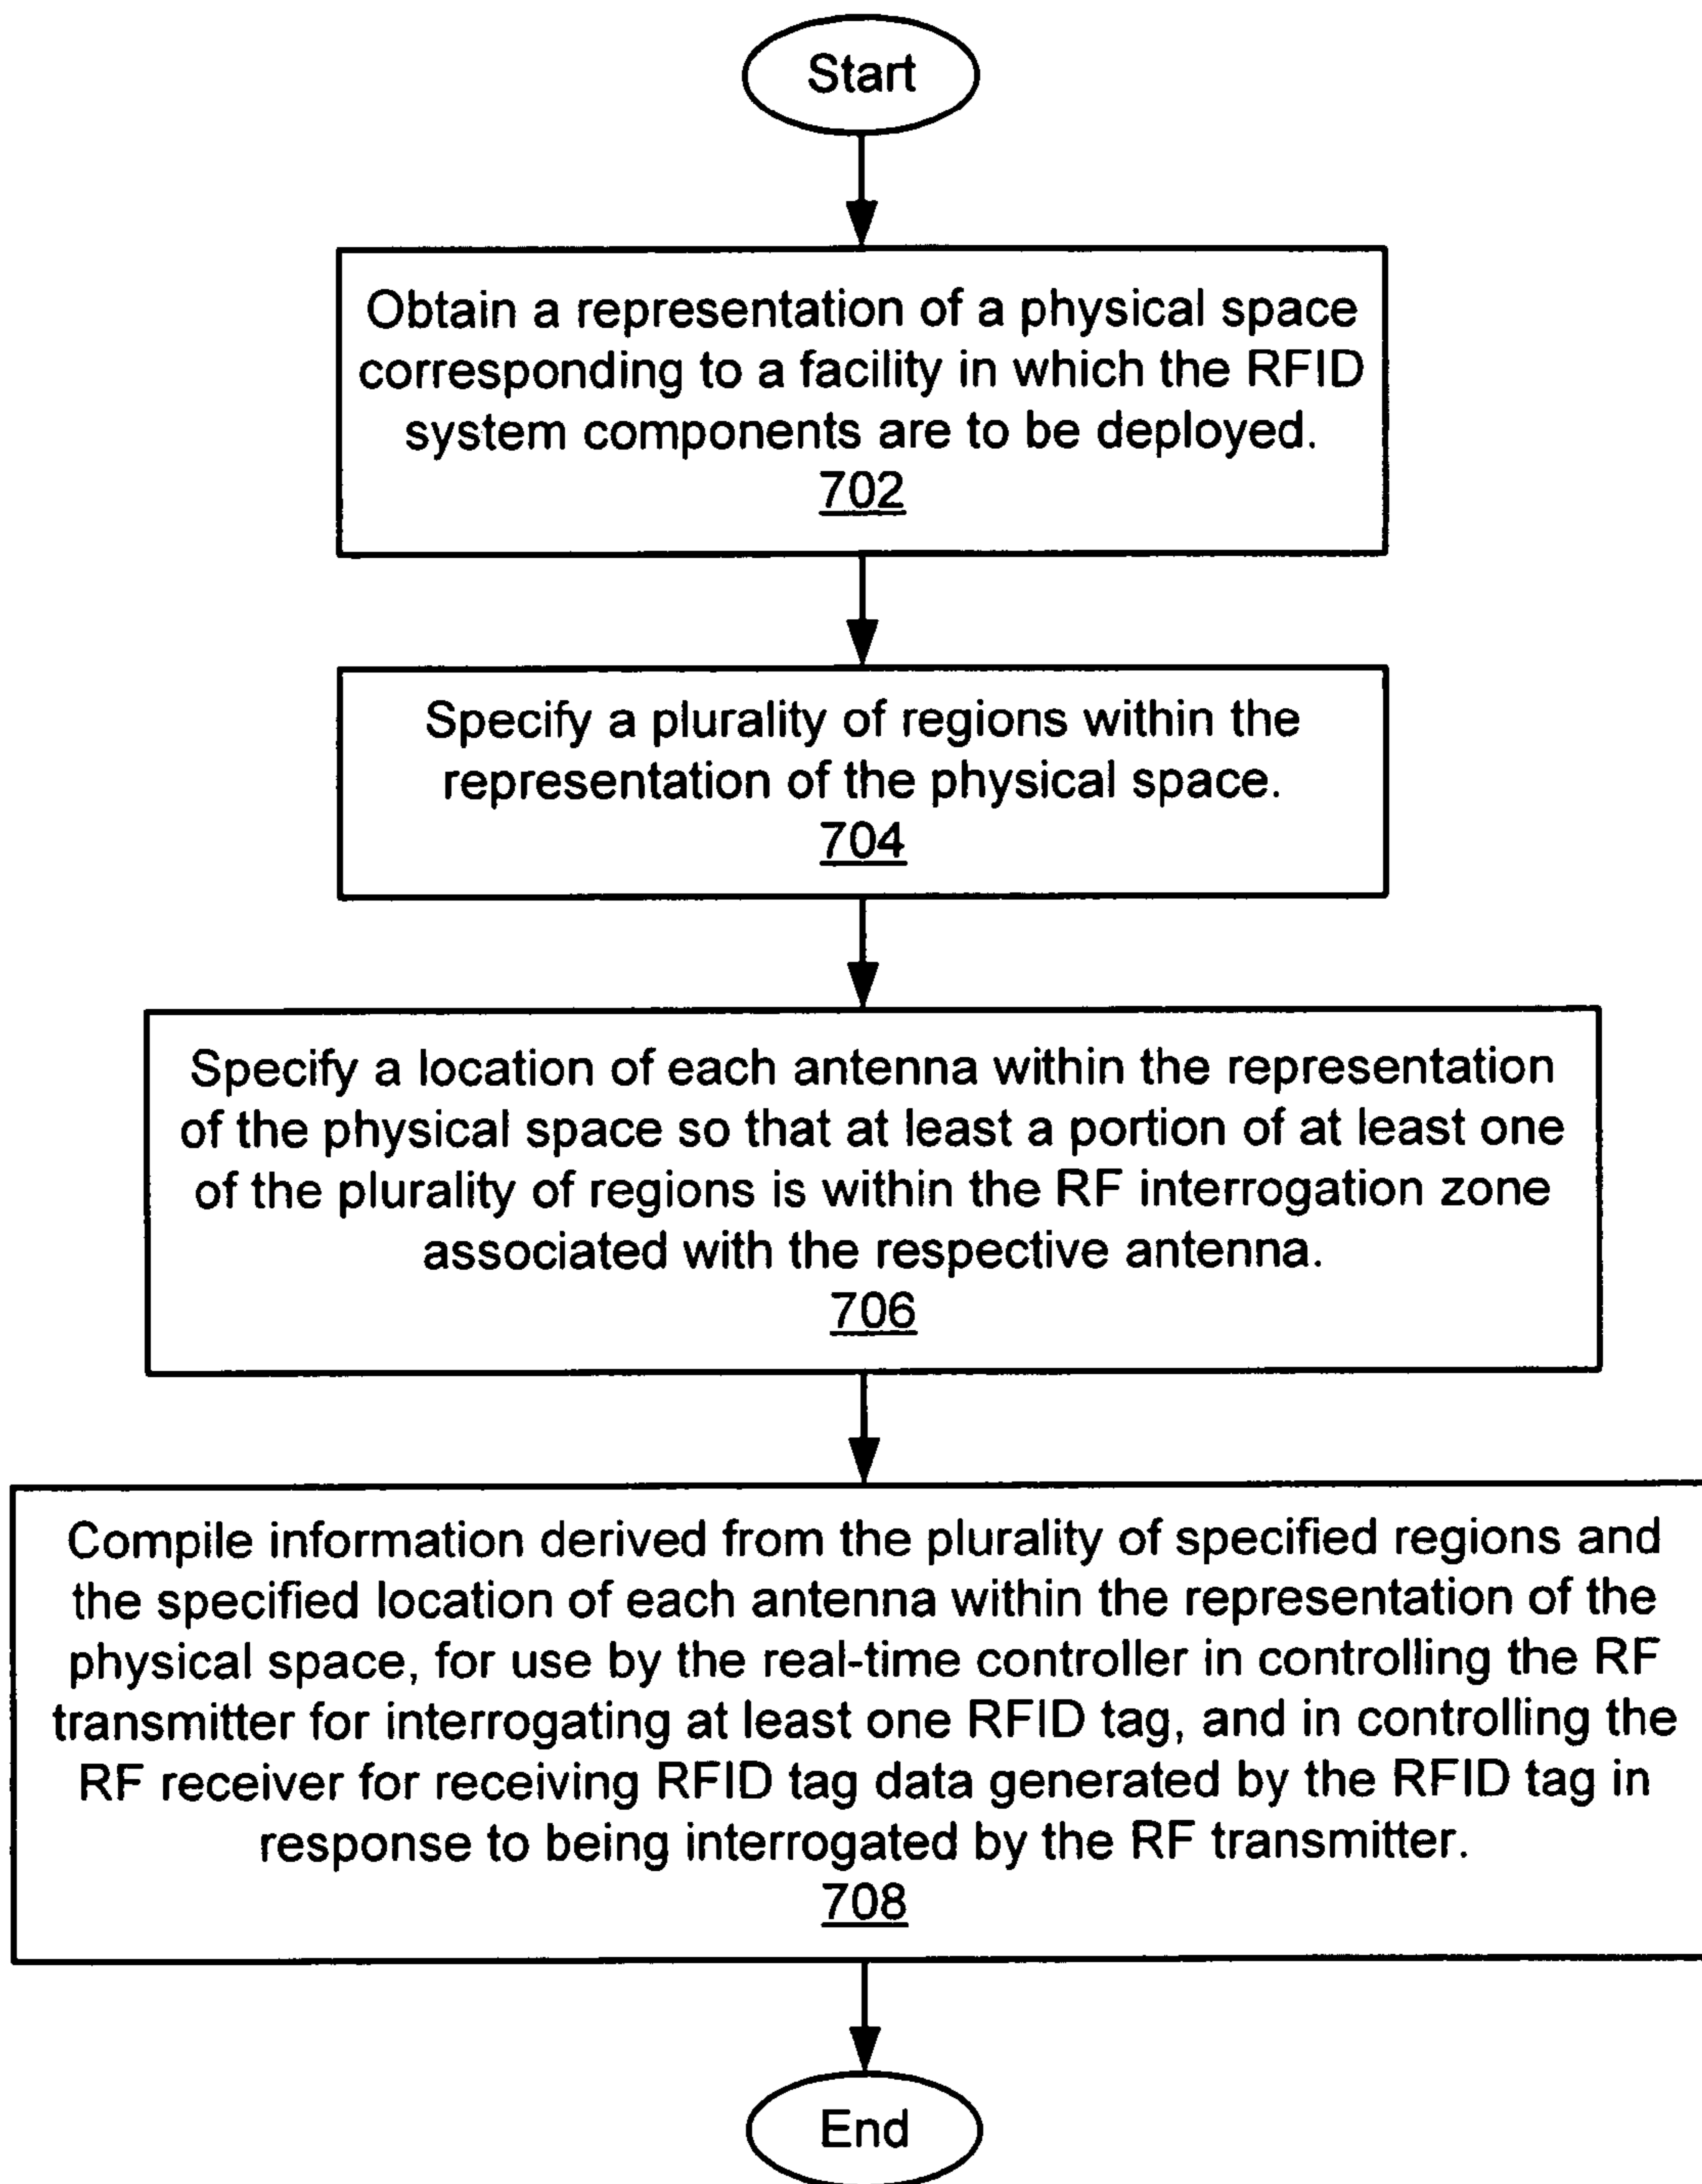 Start
Obtain a representation of a physical space
corresponding to a facility in which the RFID
system components are to be deployed.
702
Specify a plurality of regions within the
representation of the physical space.
704
Specify a location of each antenna within the representation
of the physical space so that at least a portion of at least one
of the plurality of regions is within the RF interrogation zone
associated with the respective antenna.
706
Compile information derived from the plurality of specified regions and
the specified location of each antenna within the representation of the
physical space, for use by the real-time controller in controlling the RF
transmitter for interrogating at least one RFID tag, and in controlling the
RF receiver for receiving RFID tag data generated by the RFID tag in
response to being interrogated by the RF transmitter.
708
End